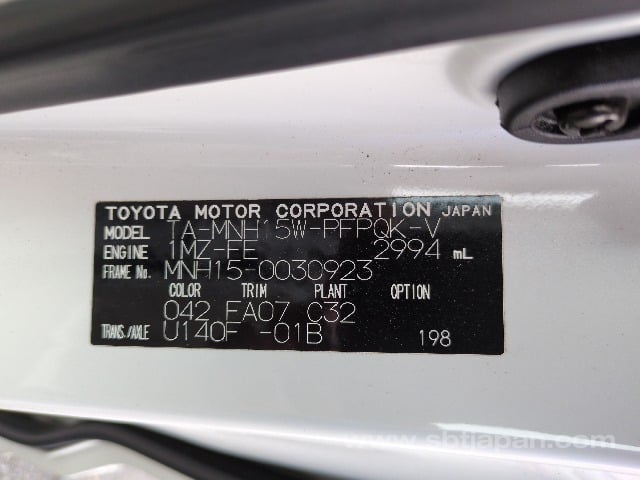 TOYOTA MOTOR CORPORATION JAPAN
MODEL TA-MNH15W-PFPQK-V
ENGINE 1MZ-FE 2994 mL
FRAME No. MNH15-0030923
COLOR TRIM PLANT OPTION
042 FA07 C32
TRANS./AXLE U140F -01B 198
www.sbtjapan.com